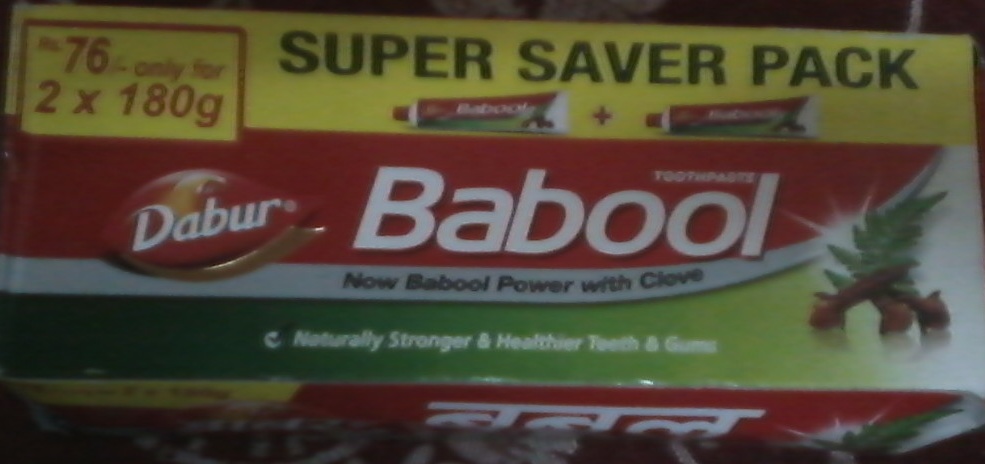 Rs. 76/- only for
2 x 180g
SUPER SAVER PACK
Babool + Babool
Dabur®
TOOTHPASTE
Babool
Now Babool Power with Clove
Naturally Stronger & Healthier Teeth & Gums
बबूल